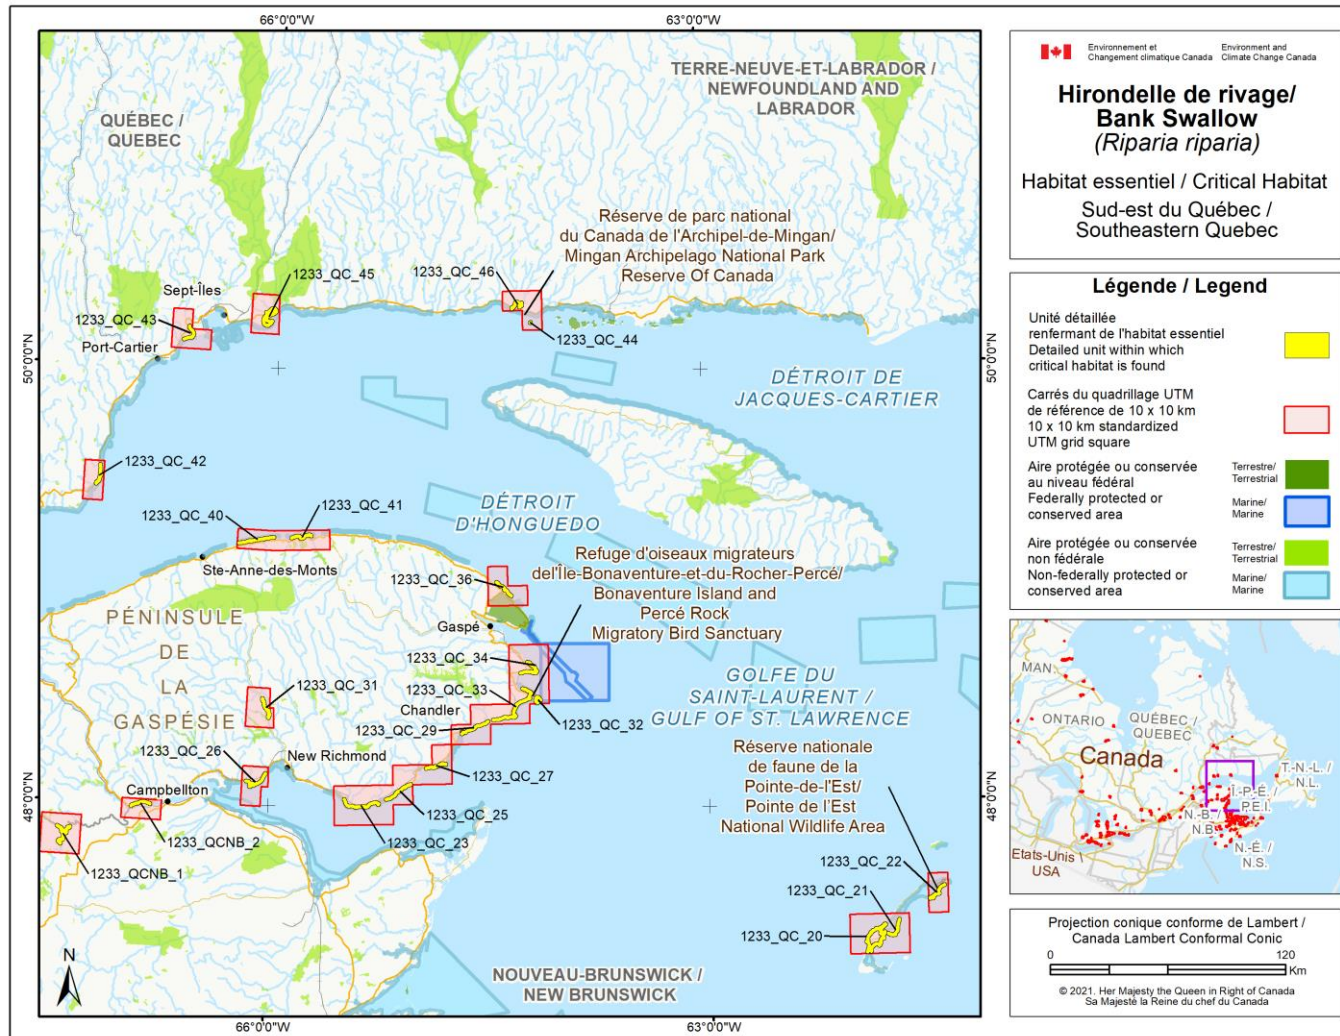 66°0'0"W
63°0'0"W
TERRE-NEUVE-ET-LABRADOR /
NEWFOUNDLAND AND
LABRADOR
QUÉBEC /
QUEBEC
Réserve de parc national
du Canada de l'Archipel-de-Mingan/
Mingan Archipelago National Park
Reserve Of Canada
1233_QC_45
1233_QC_46
Sept-Îles
1233_QC_43
Port-Cartier
1233_QC_44
50°0'0"N
50°0'0"N
DÉTROIT DE
JACQUES-CARTIER
1233_QC_42
DÉTROIT
D'HONGUEDO
1233_QC_41
1233_QC_40
Ste-Anne-des-Monts
Refuge d'oiseaux migrateurs
del'Île-Bonaventure-et-du-Rocher-Percé/
Bonaventure Island and
Percé Rock
Migratory Bird Sanctuary
1233_QC_36
PÉNINSULE
DE
LA
GASPÉSIE
Gaspé
1233_QC_34
1233_QC_33
Chandler
1233_QC_31
1233_QC_29
1233_QC_32
GOLFE DU
SAINT-LAURENT /
GULF OF ST. LAWRENCE
1233_QC_26
New Richmond
1233_QC_27
Réserve nationale
de faune de la
Pointe-de-l'Est/
Pointe de l'Est
National Wildlife Area
Campbellton
48°0'0"N
48°0'0"N
1233_QC_25
1233_QCNB_2
1233_QC_23
1233_QCNB_1
1233_QC_22
1233_QC_21
1233_QC_20
N
NOUVEAU-BRUNSWICK /
NEW BRUNSWICK
66°0'0"W
63°0'0"W
Environnement et
Changement climatique Canada
Environment and
Climate Change Canada
Hirondelle de rivage/
Bank Swallow
(Riparia riparia)
Habitat essentiel / Critical Habitat
Sud-est du Québec /
Southeastern Quebec
Légende / Legend
Unité détaillée
renfermant de l'habitat essentiel
Detailed unit within which
critical habitat is found
Carrés du quadrillage UTM
de référence de 10 x 10 km
10 x 10 km standardized
UTM grid square
Aire protégée ou conservée
au niveau fédéral
Federally protected or
conserved area
Terrestre/
Terrestrial
Marine/
Marine
Aire protégée ou conservée
non fédérale
Non-federally protected or
conserved area
Terrestre/
Terrestrial
Marine/
Marine
MAN.
ONTARIO
QUÉBEC /
QUEBEC
Canada
T.-N.-L. /
N.L.
Î.-P.-É. /
P.E.I.
N.-B. /
N.B.
N.-É. /
N.S.
Etats-Unis \
USA
Projection conique conforme de Lambert /
Canada Lambert Conformal Conic
0
120
Km
© 2021. Her Majesty the Queen in Right of Canada
Sa Majesté la Reine du chef du Canada